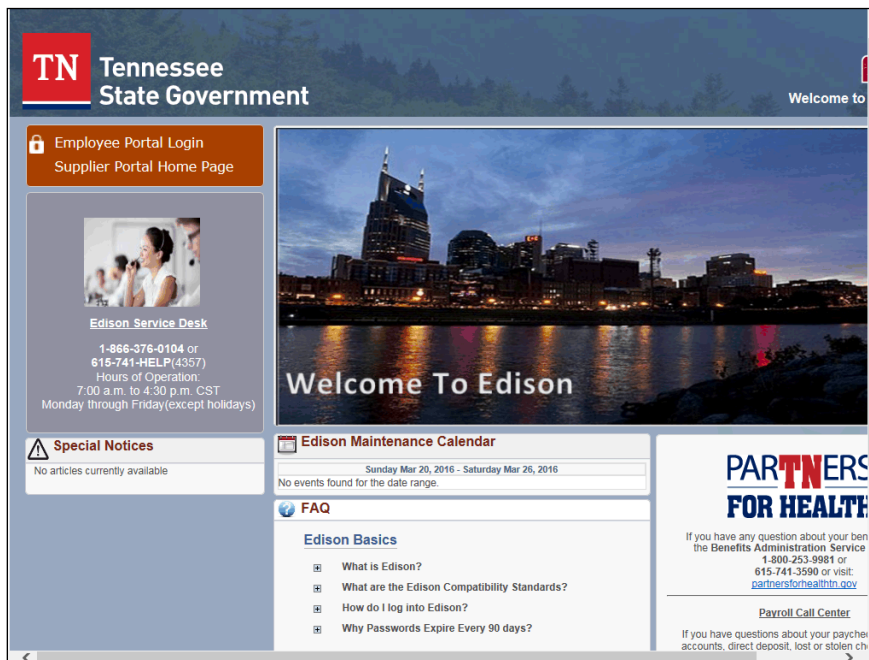 TN
Tennessee
State Government
Welcome to
Employee Portal Login
Supplier Portal Home Page
Edison Service Desk
1-866-376-0104 or
615-741-HELP(4357)
Hours of Operation:
7:00 a.m. to 4:30 p.m. CST
Monday through Friday(except holidays)
Special Notices
No articles currently available
Welcome To Edison
Edison Maintenance Calendar
Sunday Mar 20, 2016 - Saturday Mar 26, 2016
No events found for the date range.
FAQ
Edison Basics
What is Edison?
What are the Edison Compatibility Standards?
How do I log into Edison?
Why Passwords Expire Every 90 days?
PARTNERS
FOR HEALTH
If you have any question about your ben
the Benefits Administration Service
1-800-253-9981 or
615-741-3590 or visit:
partnersforhealthtn.gov
Payroll Call Center
If you have questions about your payche
accounts, direct deposit, lost or stolen che